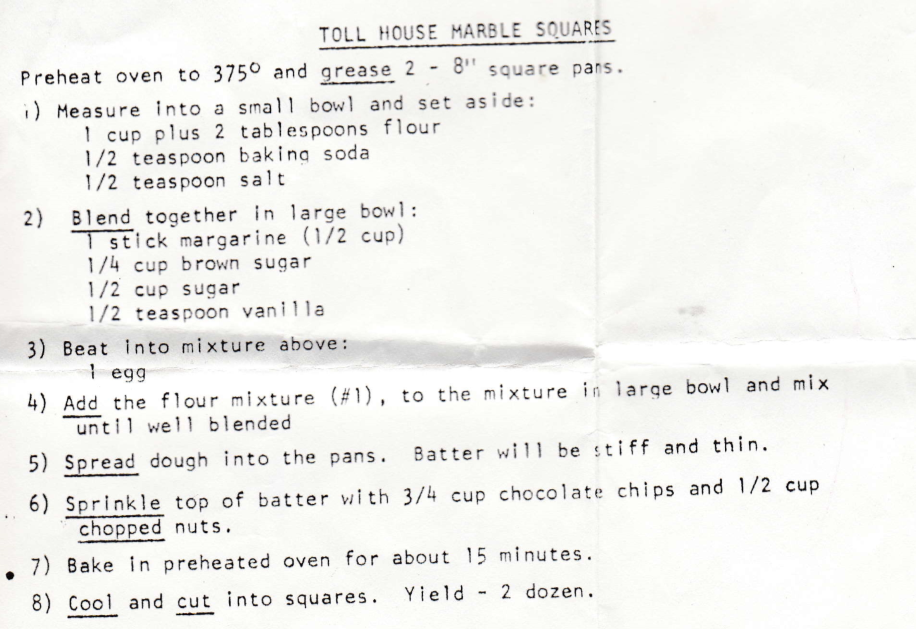 TOLL HOUSE MARBLE SQUARES
Preheat oven to 375° and grease 2 - 8" square pans.
1) Measure into a small bowl and set aside:
1 cup plus 2 tablespoons flour
1/2 teaspoon baking soda
1/2 teaspoon salt
2) Blend together in large bowl:
1 stick margarine (1/2 cup)
1/4 cup brown sugar
1/2 cup sugar
1/2 teaspoon vanilla
3) Beat into mixture above:
1 egg
4) Add the flour mixture (#1), to the mixture in large bowl and mix
until well blended
5) Spread dough into the pans. Batter will be stiff and thin.
6) Sprinkle top of batter with 3/4 cup chocolate chips and 1/2 cup
chopped nuts.
7) Bake in preheated oven for about 15 minutes.
8) Cool and cut into squares. Yield - 2 dozen.